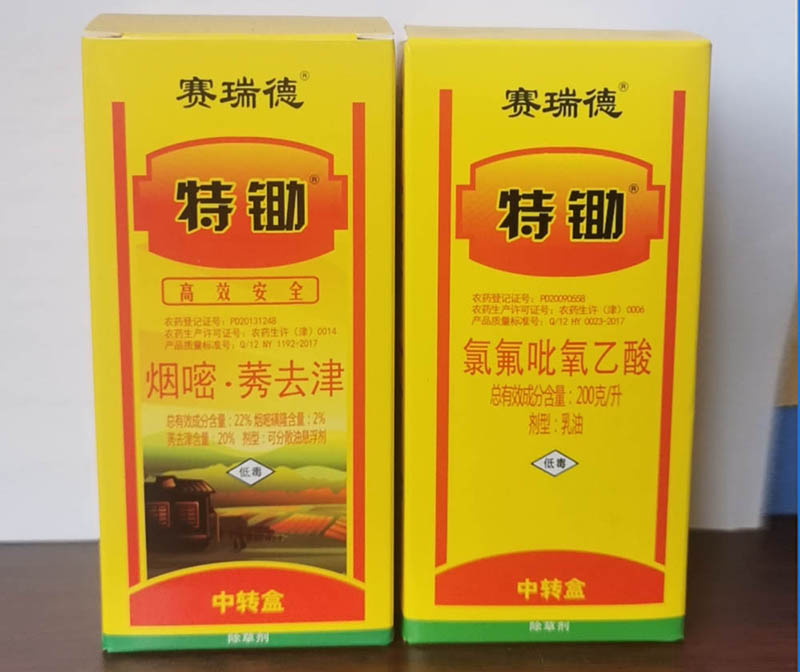 赛瑞德®
特锄®
高效安全
农药登记证号：PD20131248
农药生产许可证号：农药生许（津）0014
产品质量标准号：Q/12 NY 1192-2017
烟嘧·莠去津
总有效成分含量：22% 烟嘧磺隆含量：2%
莠去津含量：20% 剂型：可分散油悬浮剂
低毒
中转盒
除草剂
赛瑞德®
特锄®
农药登记证号：PD20090558
农药生产许可证号：农药生许（津）0006
产品质量标准号：Q/12 HY 0023-2017
氯氟吡氧乙酸
总有效成分含量：200克/升
剂型：乳油
低毒
中转盒
除草剂